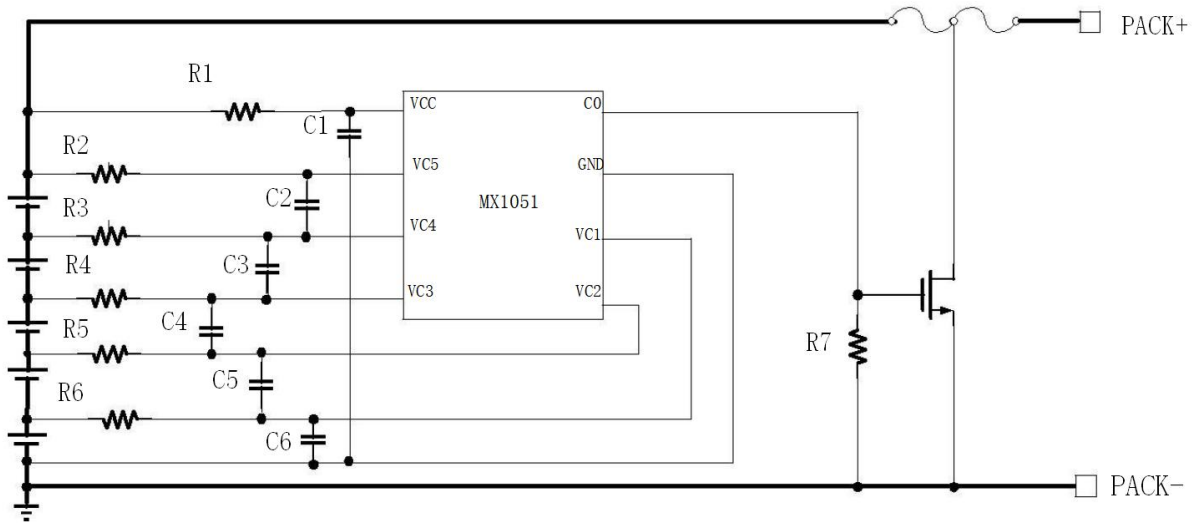 PACK+
R1
VCC
CO
C1
R2
VC5
GND
C2
MX1051
R3
VC4
VC1
C3
R4
VC3
VC2
C4
R5
R7
C5
R6
C6
PACK-